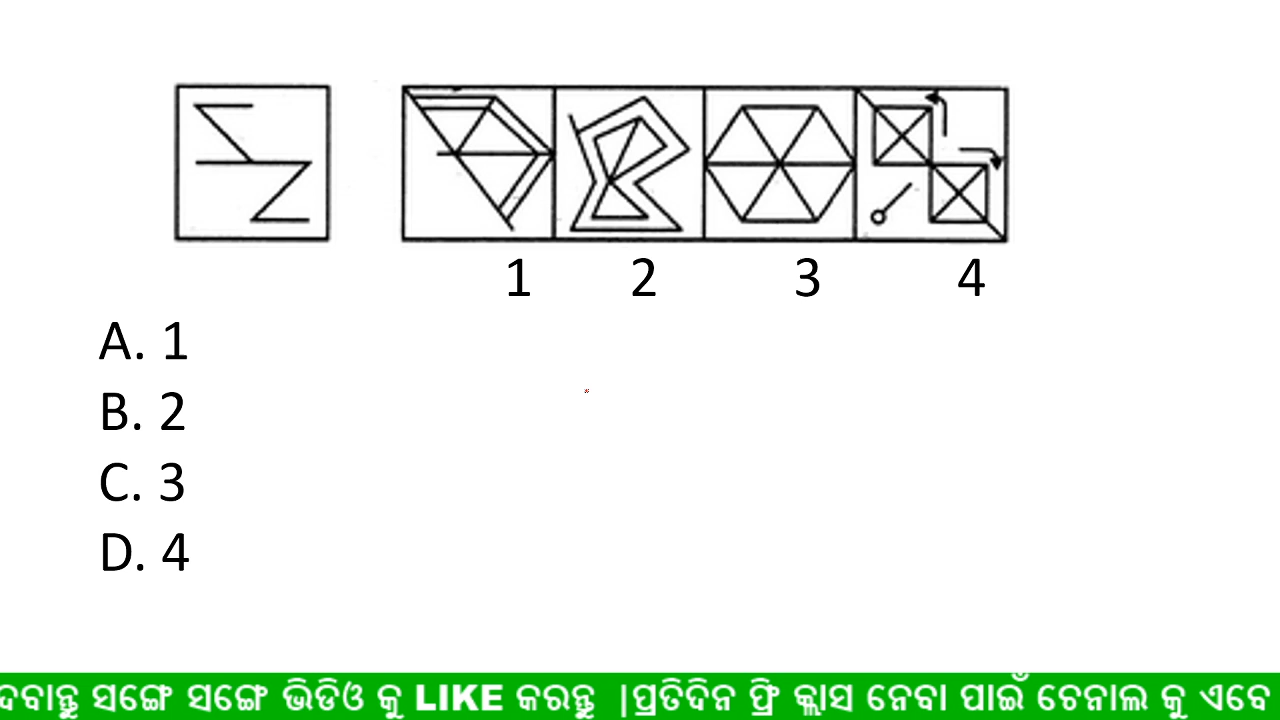 1 2 3 4
A. 1
B. 2
C. 3
D. 4
ଦବାନ୍ତୁ ସଙ୍ଗେ ସଙ୍ଗେ ଭିଡିଓ କୁ LIKE କରନ୍ତୁ |ପ୍ରତିଦିନ ଫ୍ରି କ୍ଲାସ ନେବା ପାଇଁ ଚେନାଲ କୁ ଏବେ